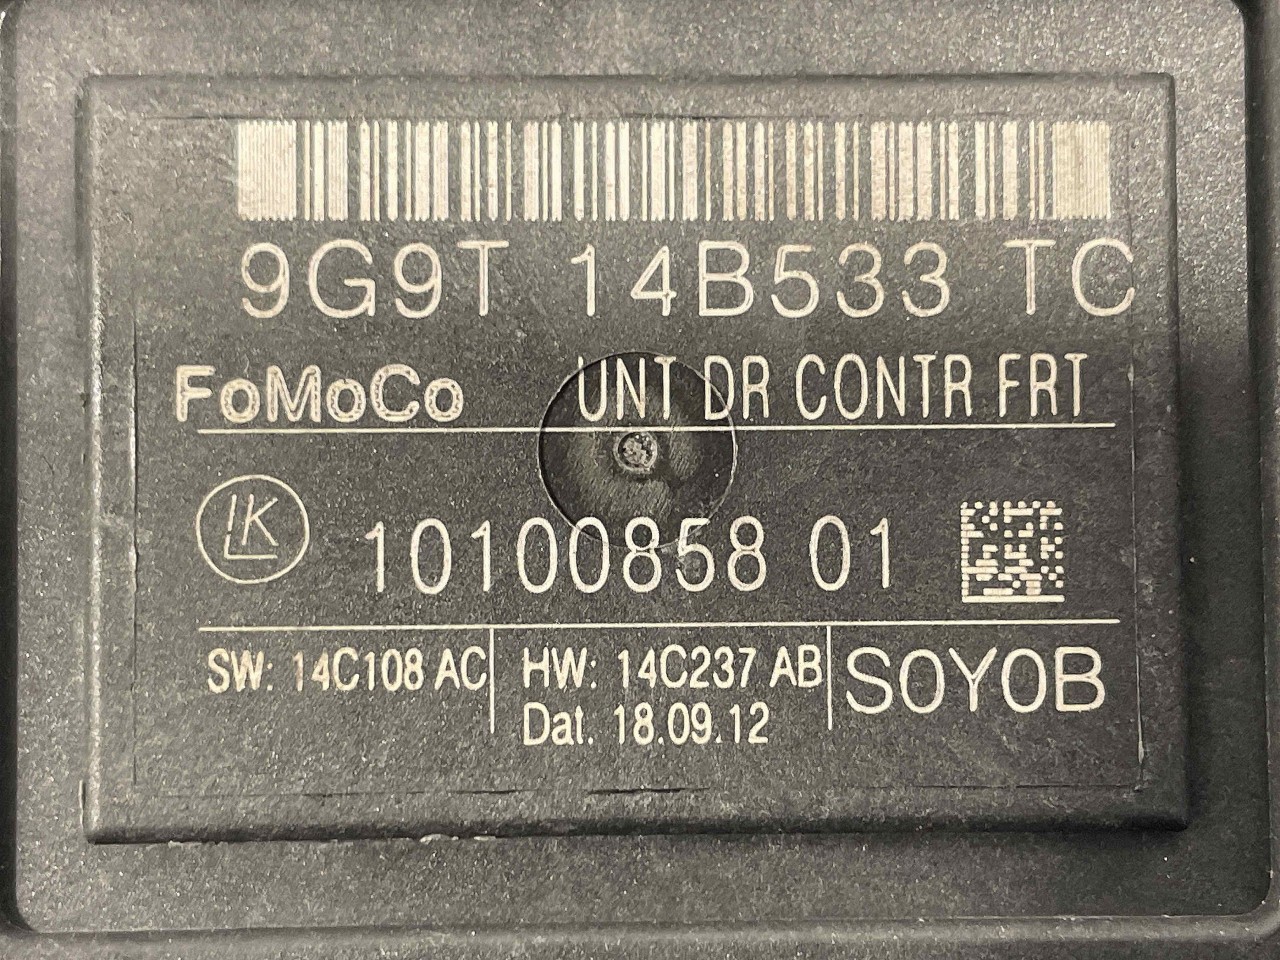 9G9T 14B533 TC
FoMoCo UNT DR CONTR FRT
LK 10100858 01
SW: 14C108 AC HW: 14C237 AB SOYOB
Dat. 18.09.12